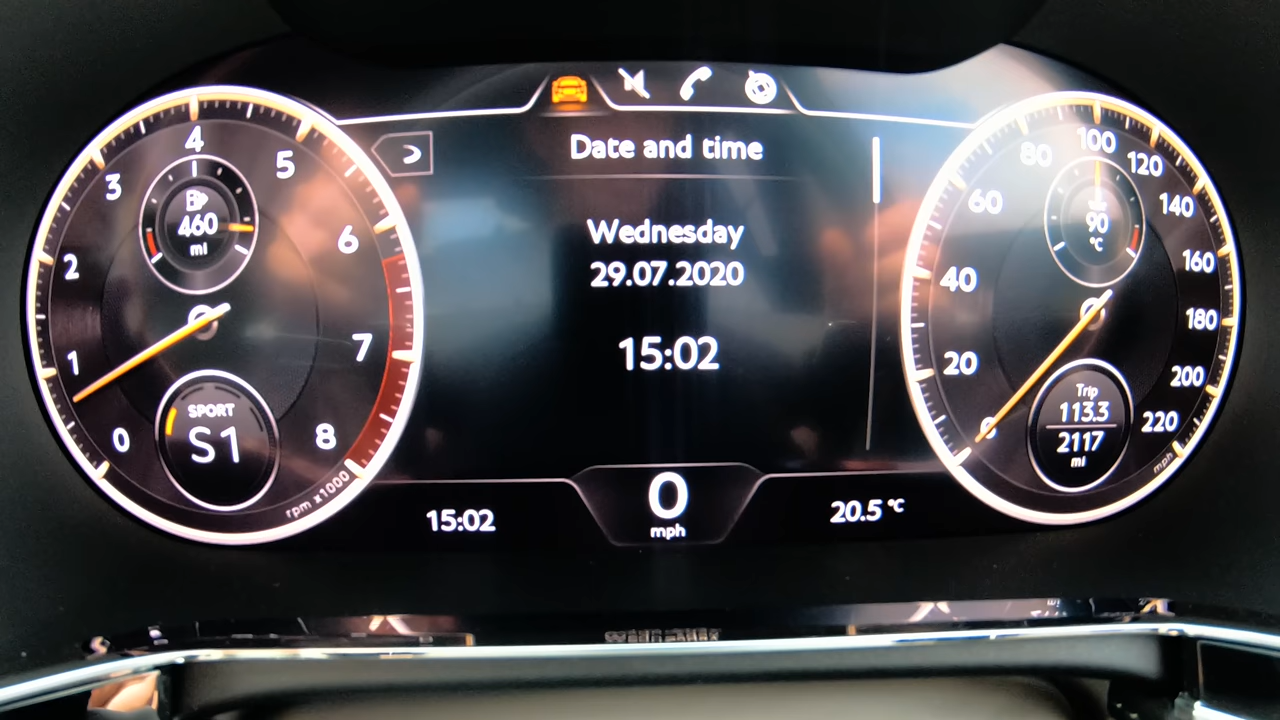 Date and time
Wednesday
29.07.2020
15:02
4
3
5
2
6
1
7
0
8
460
mi
SPORT
S1
rpm x1000
100
80
120
60
140
40
160
180
20
200
0
220
mph
90
°C
Trip
113.3
2117
mi
15:02
0
mph
20.5 °C